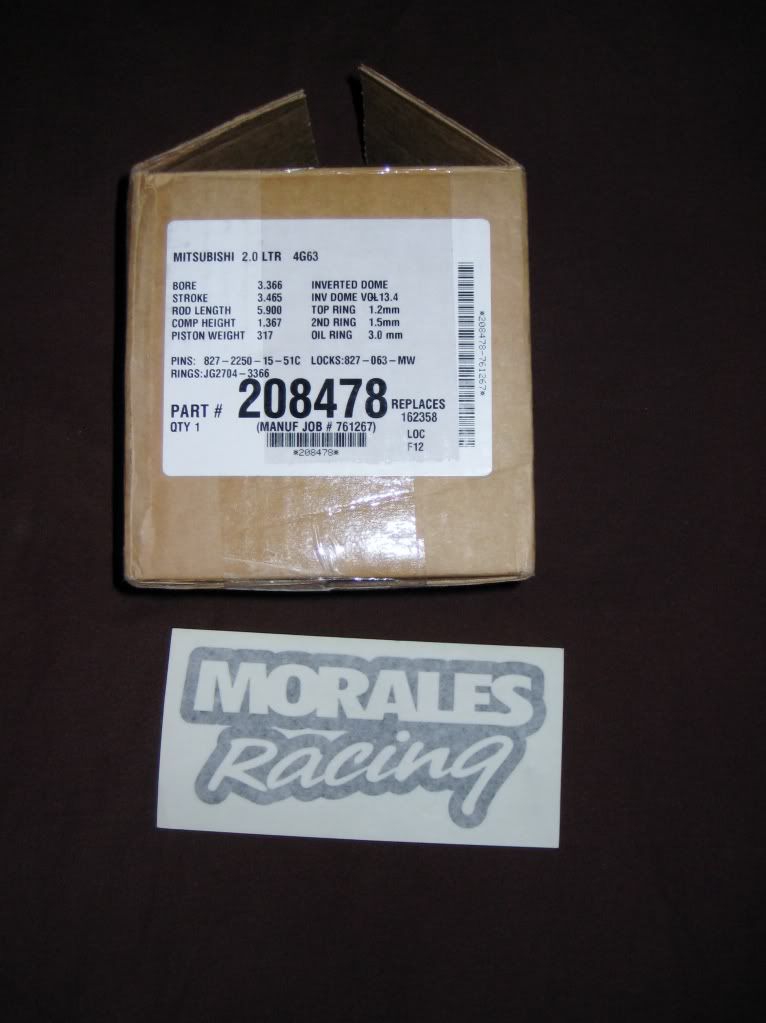 MITSUBISHI 2.0 LTR 4G63
BORE 3.366 INVERTED DOME
STROKE 3.465 INV DOME VOL13.4
ROD LENGTH 5.900 TOP RING 1.2mm
COMP HEIGHT 1.367 2ND RING 1.5mm
PISTON WEIGHT 317 OIL RING 3.0 mm
PINS: 827-2250-15-51C LOCKS:827-063-MW
RINGS:JG2704-3366
PART # 208478 REPLACES
162358
QTY 1 (MANUF JOB # 761267)
LOC
F12
*208478*
*208478-761267*
MORALES
Racing